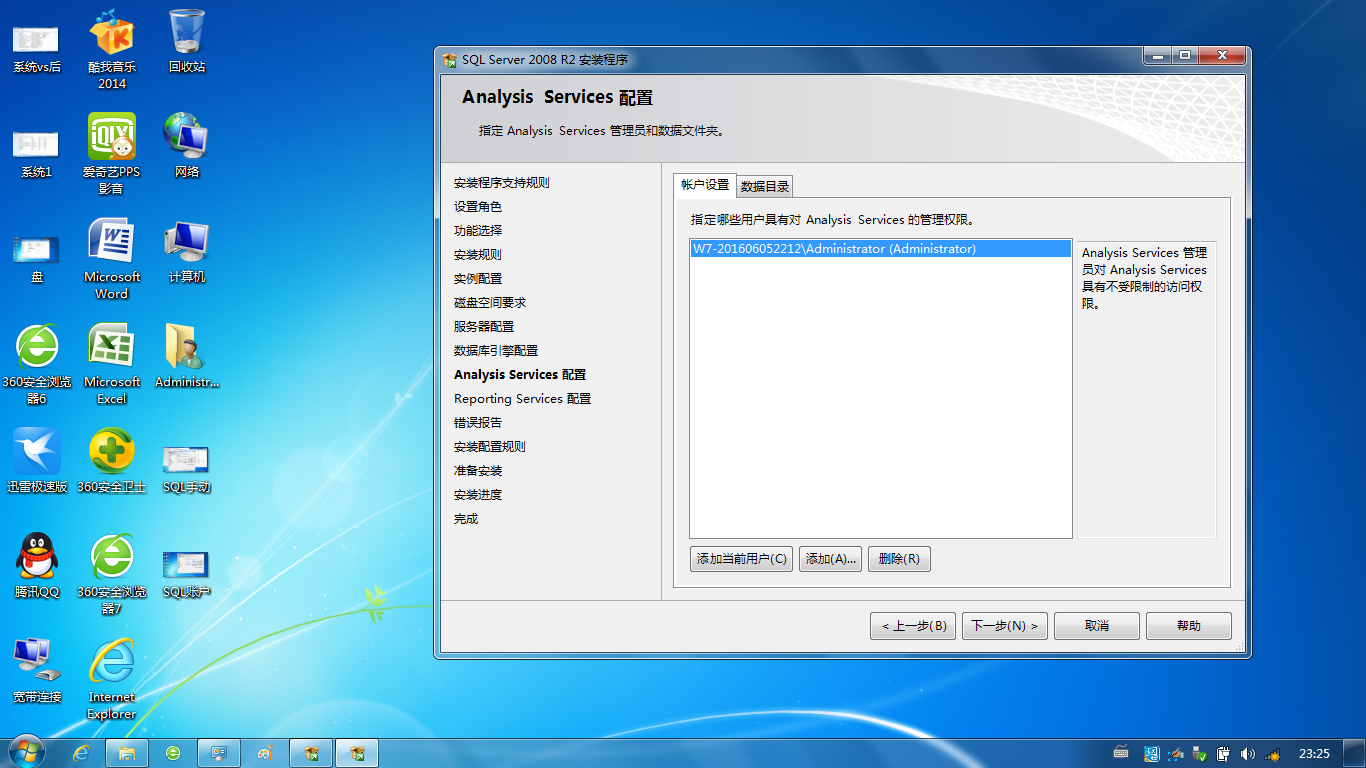 系统vs后
酷我音乐
2014
回收站
系统1
爱奇艺PPS
影音
网络
盘
Microsoft
Word
计算机
360安全浏览
器6
Microsoft
Excel
Administr...
迅雷极速版
360安全卫士
SQL手动
腾讯QQ
360安全浏览
器7
SQL账户
宽带连接
Internet
Explorer
SQL Server 2008 R2 安装程序
Analysis Services 配置
指定 Analysis Services 管理员和数据文件夹。
安装程序支持规则
设置角色
功能选择
安装规则
实例配置
磁盘空间要求
服务器配置
数据库引擎配置
Analysis Services 配置
Reporting Services 配置
错误报告
安装配置规则
准备安装
安装进度
完成
帐户设置
数据目录
指定哪些用户具有对 Analysis Services 的管理权限。
W7-201606052212\Administrator (Administrator)
Analysis Services 管理
员对 Analysis Services
具有不受限制的访问权
限。
添加当前用户(C)
添加(A)...
删除(R)
< 上一步(B)
下一步(N) >
取消
帮助
23:25